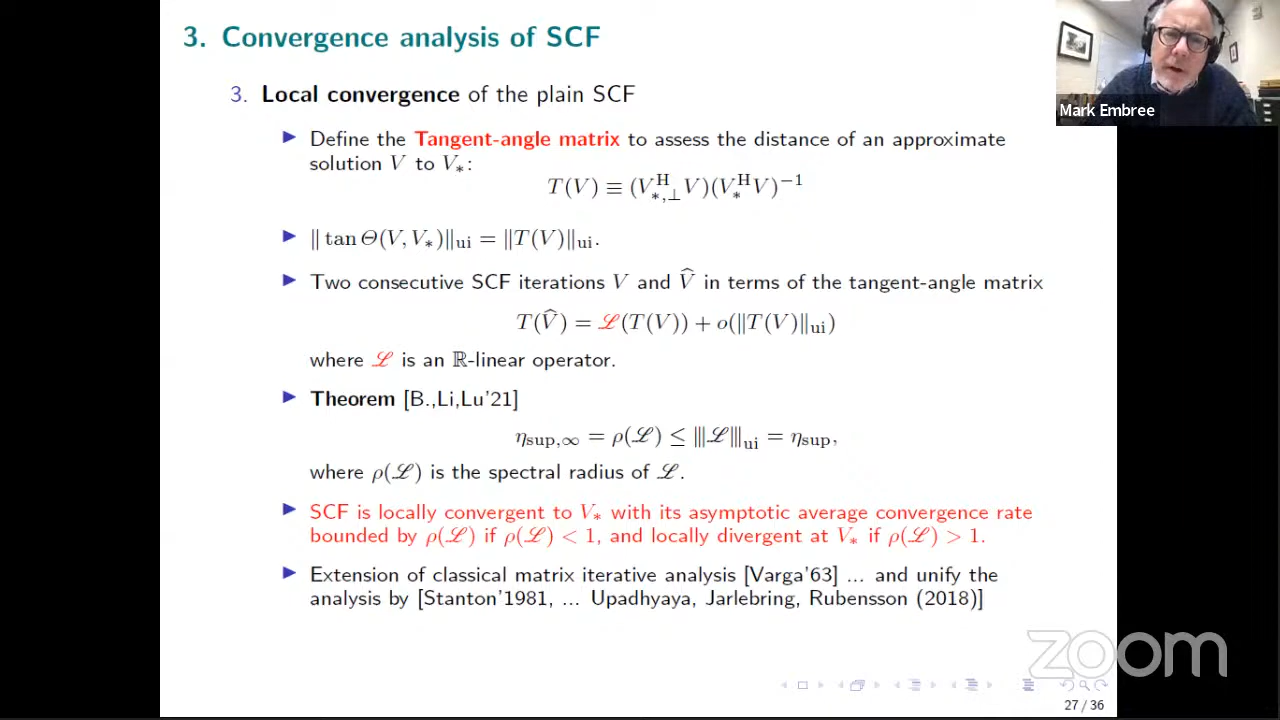 3. Convergence analysis of SCF
Mark Embree
3. Local convergence of the plain SCF
▶ Define the Tangent-angle matrix to assess the distance of an approximate
solution V to V∗:
T(V) ≡ (V∗,⊥ᴴ V)(V∗ᴴ V)⁻¹
▶ ‖ tan Θ(V, V∗)‖ui = ‖T(V)‖ui.
▶ Two consecutive SCF iterations V and V̂ in terms of the tangent-angle matrix
T(V̂) = ℒ(T(V)) + o(‖T(V)‖ui)
where ℒ is an ℝ-linear operator.
▶ Theorem [B.,Li,Lu'21]
ηsup,∞ = ρ(ℒ) ≤ |||ℒ|||ui = ηsup,
where ρ(ℒ) is the spectral radius of ℒ.
▶ SCF is locally convergent to V∗ with its asymptotic average convergence rate
bounded by ρ(ℒ) if ρ(ℒ) < 1, and locally divergent at V∗ if ρ(ℒ) > 1.
▶ Extension of classical matrix iterative analysis [Varga'63] ... and unify the
analysis by [Stanton'1981, ... Upadhyaya, Jarlebring, Rubensson (2018)]
zoom
27 / 36